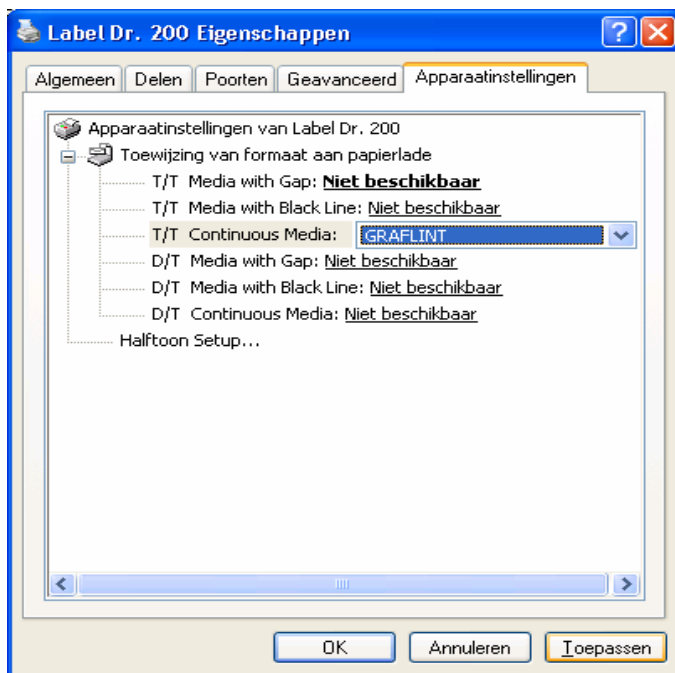 Label Dr. 200 Eigenschappen
Algemeen Delen Poorten Geavanceerd Apparaatinstellingen
Apparaatinstellingen van Label Dr. 200
Toewijzing van formaat aan papierlade
T/T Media with Gap: Niet beschikbaar
T/T Media with Black Line: Niet beschikbaar
T/T Continuous Media: GRAFLINT
D/T Media with Gap: Niet beschikbaar
D/T Media with Black Line: Niet beschikbaar
D/T Continuous Media: Niet beschikbaar
Halftoon Setup...
OK Annuleren Toepassen